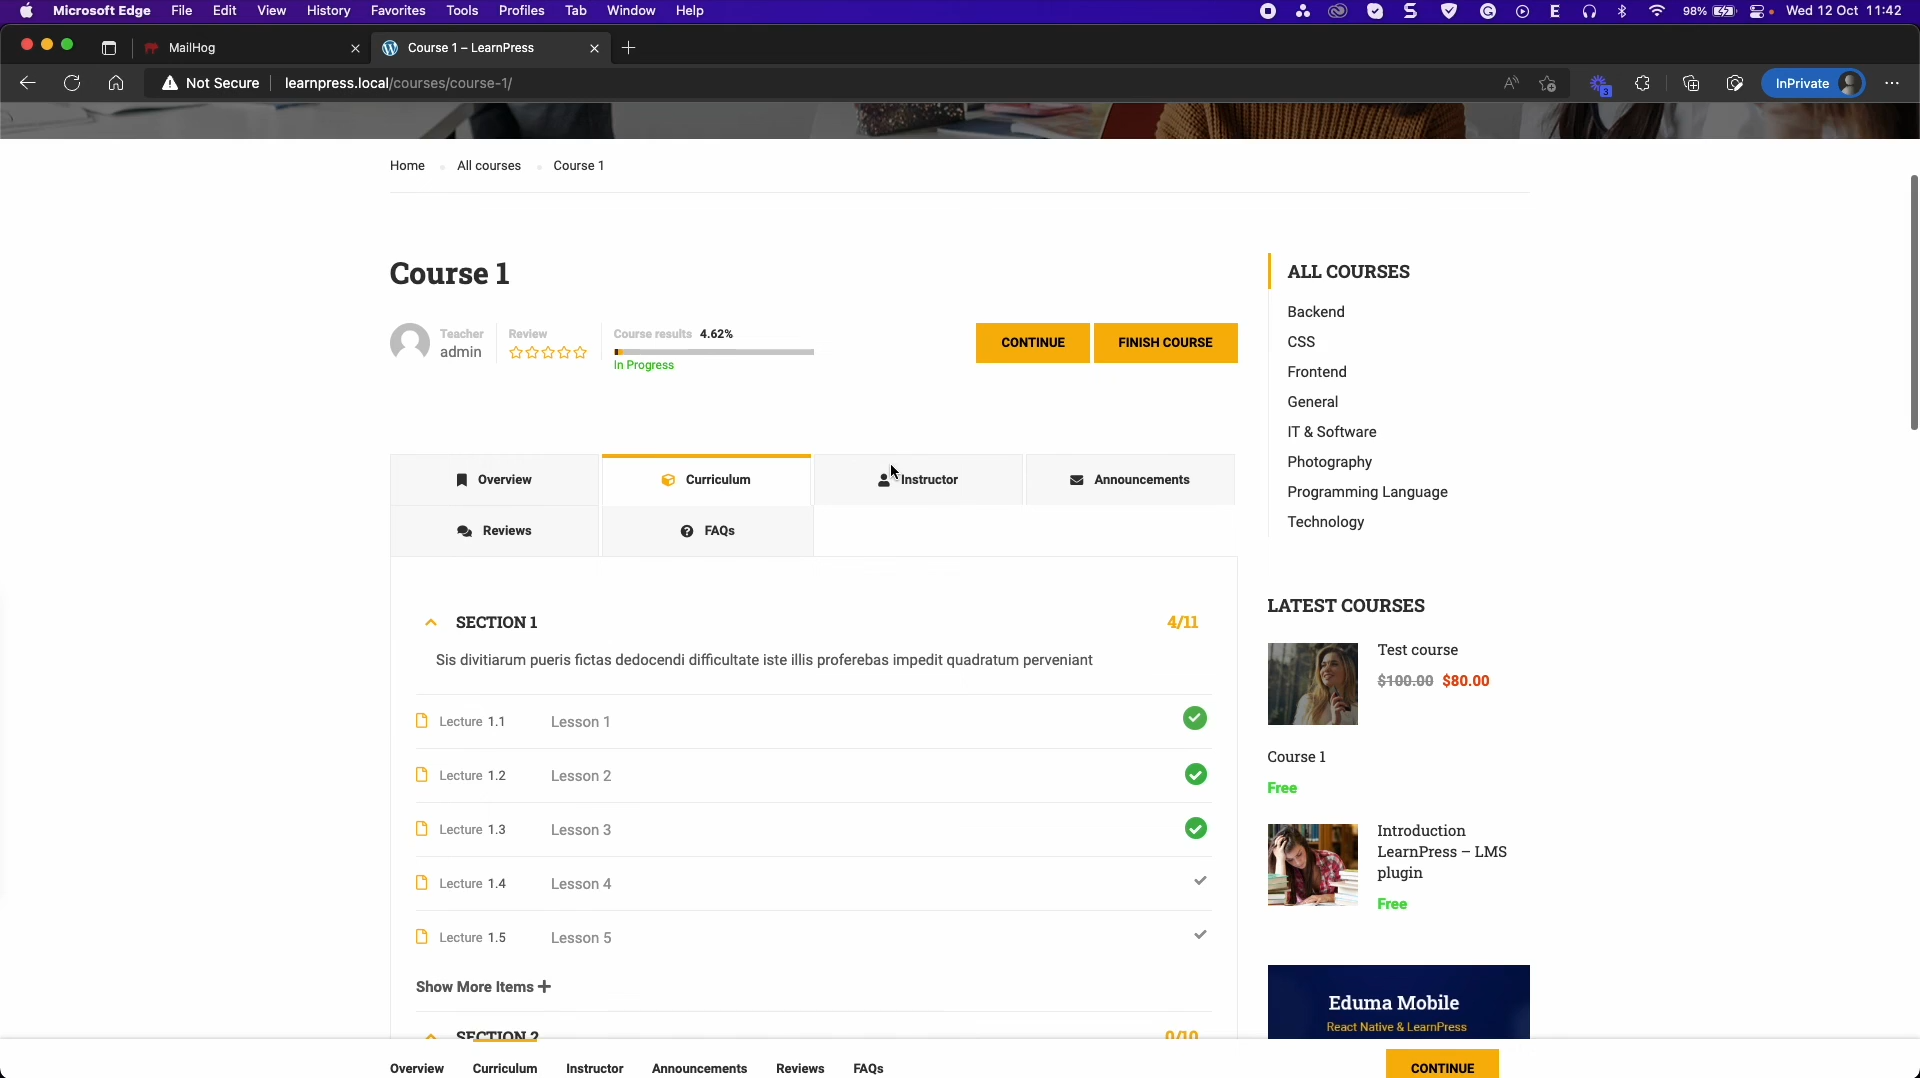 Microsoft Edge File Edit View History Favorites Tools Profiles Tab Window Help 98% Wed 12 Oct 11:42
MailHog
Course 1 – LearnPress
Not Secure learnpress.local/courses/course-1/
3
InPrivate
Home All courses Course 1
Course 1
Teacher
admin
Review
Course results 4.62%
In Progress
CONTINUE
FINISH COURSE
Overview
Curriculum
Instructor
Announcements
Reviews
FAQs
SECTION 1 4/11
Sis divitiarum pueris fictas dedocendi difficultate iste illis proferebas impedit quadratum perveniant
Lecture 1.1 Lesson 1
Lecture 1.2 Lesson 2
Lecture 1.3 Lesson 3
Lecture 1.4 Lesson 4
Lecture 1.5 Lesson 5
Show More Items
SECTION 2 0/10
ALL COURSES
Backend
CSS
Frontend
General
IT & Software
Photography
Programming Language
Technology
LATEST COURSES
Test course
$100.00 $80.00
Course 1
Free
Introduction
LearnPress – LMS
plugin
Free
Eduma Mobile
React Native & LearnPress
Overview Curriculum Instructor Announcements Reviews FAQs
CONTINUE